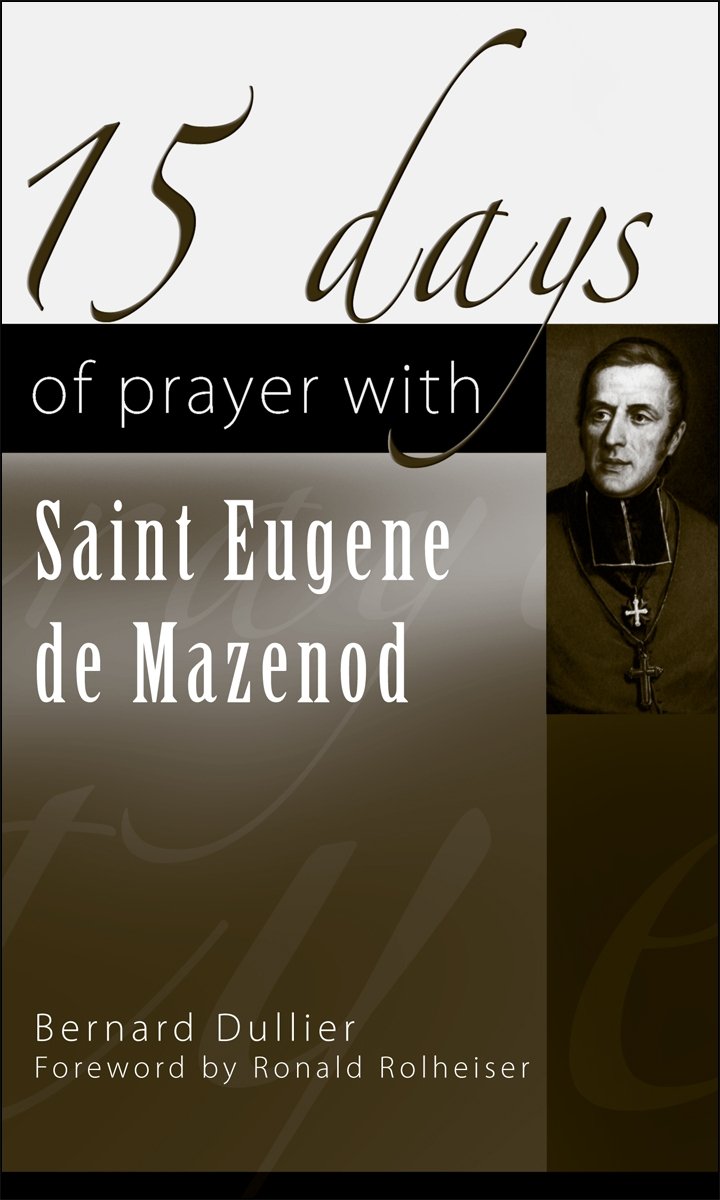 15 days
of prayer with
Saint Eugene
de Mazenod
Bernard Dullier
Foreword by Ronald Rolheiser